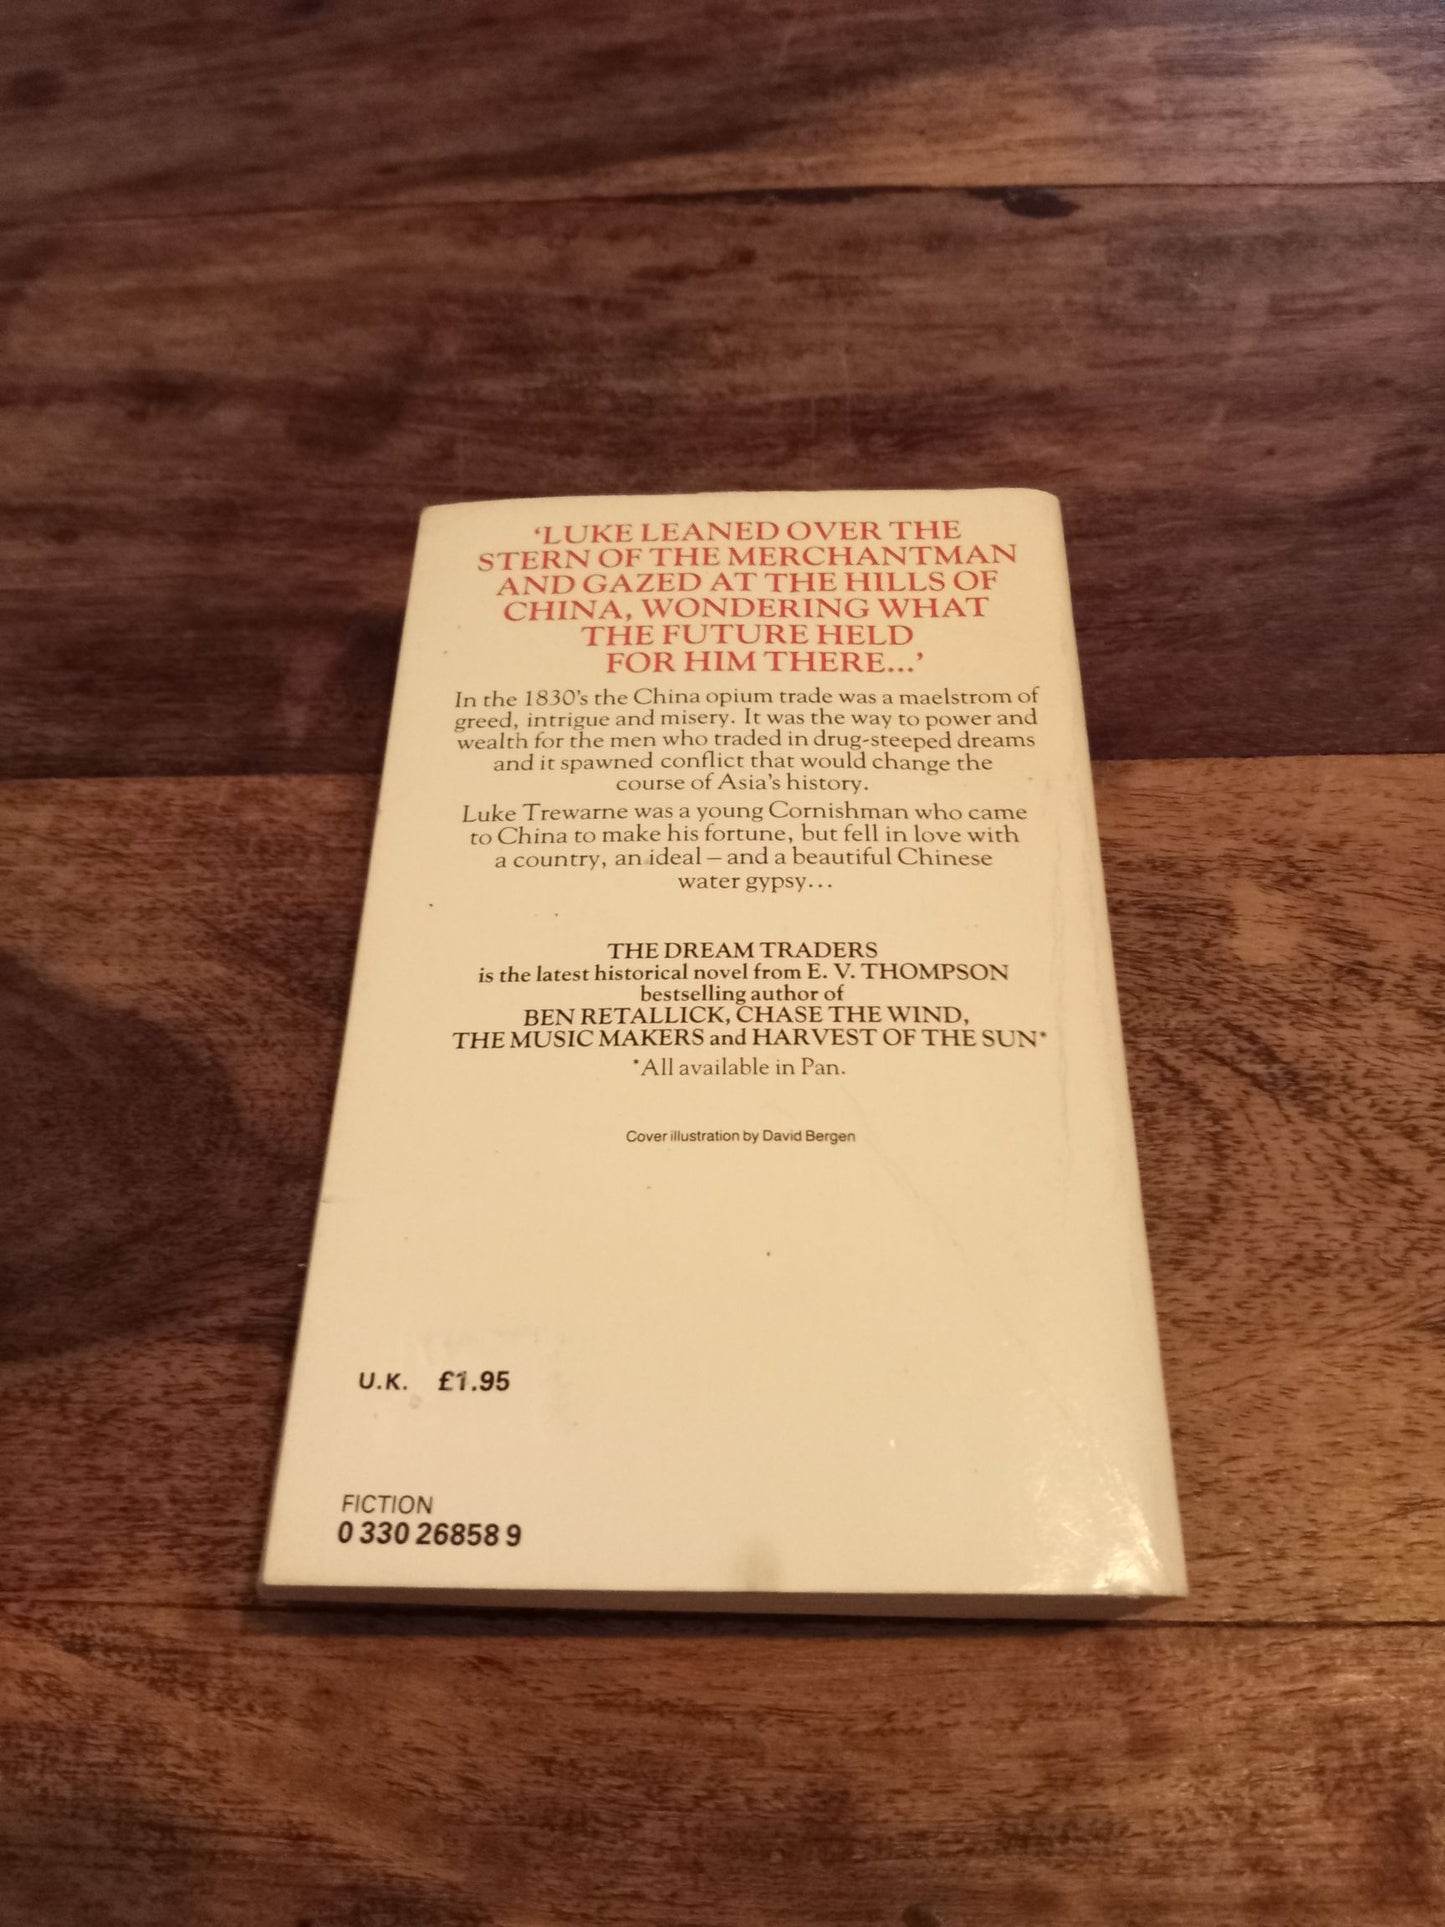 ‘LUKE LEANED OVER THE
STERN OF THE MERCHANTMAN
AND GAZED AT THE HILLS OF
CHINA, WONDERING WHAT
THE FUTURE HELD
FOR HIM THERE...’
In the 1830’s the China opium trade was a maelstrom of
greed, intrigue and misery. It was the way to power and
wealth for the men who traded in drug-steeped dreams
and it spawned conflict that would change the
course of Asia’s history.
Luke Trewarne was a young Cornishman who came
to China to make his fortune, but fell in love with
a country, an ideal – and a beautiful Chinese
water gypsy...
THE DREAM TRADERS
is the latest historical novel from E. V. THOMPSON
bestselling author of
BEN RETALLICK, CHASE THE WIND,
THE MUSIC MAKERS and HARVEST OF THE SUN*
*All available in Pan.
Cover illustration by David Bergen
U.K. £1.95
FICTION
0 330 26858 9